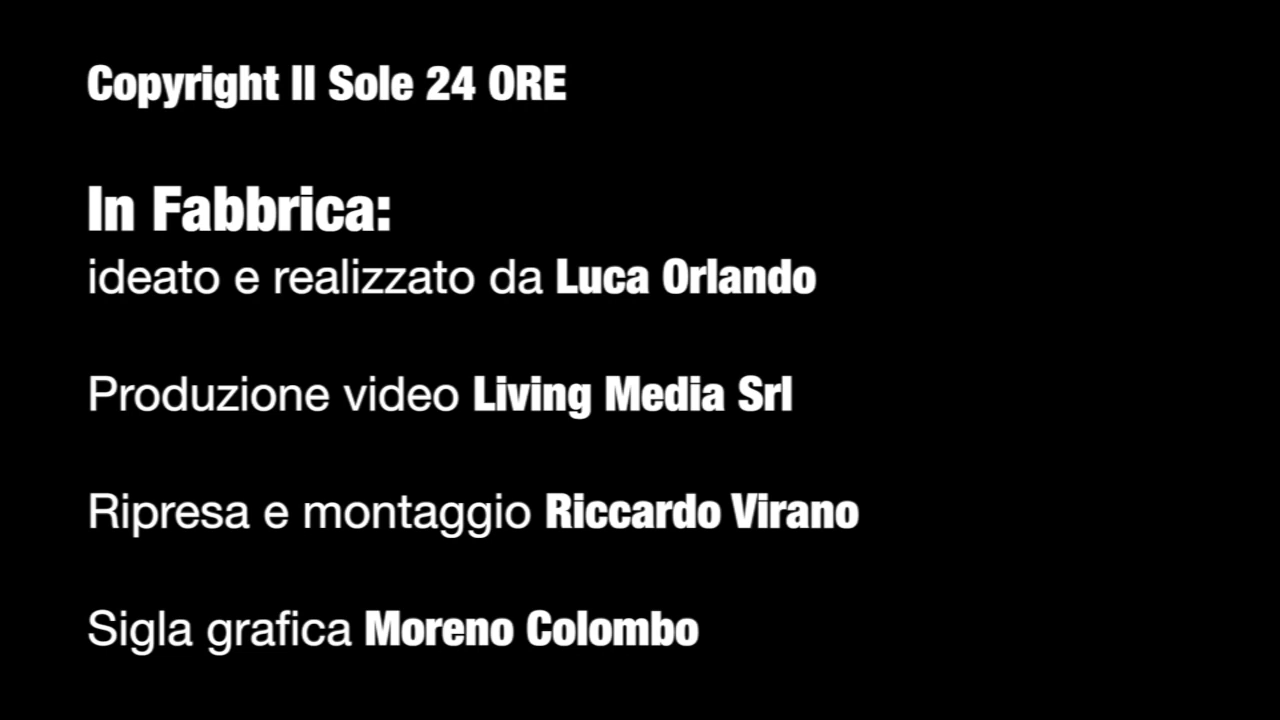 Copyright Il Sole 24 ORE
In Fabbrica:
ideato e realizzato da Luca Orlando
Produzione video Living Media Srl
Ripresa e montaggio Riccardo Virano
Sigla grafica Moreno Colombo